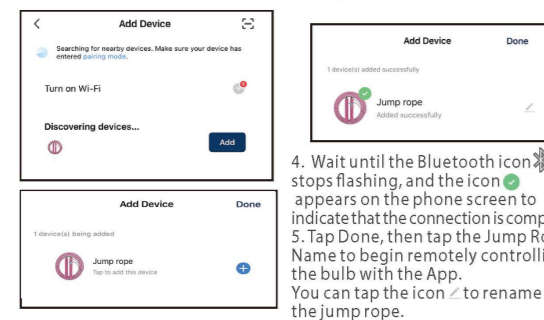 Add Device
Searching for nearby devices. Make sure your device has
entered pairing mode.
Turn on Wi-Fi
Discovering devices...
Add
Add Device
Done
1 device(s) being added
Jump rope
Tap to add this device
Add Device
Done
1 device(s) added successfully
Jump rope
Added successfully
4. Wait until the Bluetooth icon
stops flashing, and the icon
appears on the phone screen to
indicate that the connection is comp
5. Tap Done, then tap the Jump Ro
Name to begin remotely controlli
the bulb with the App.
You can tap the icon to rename
the jump rope.